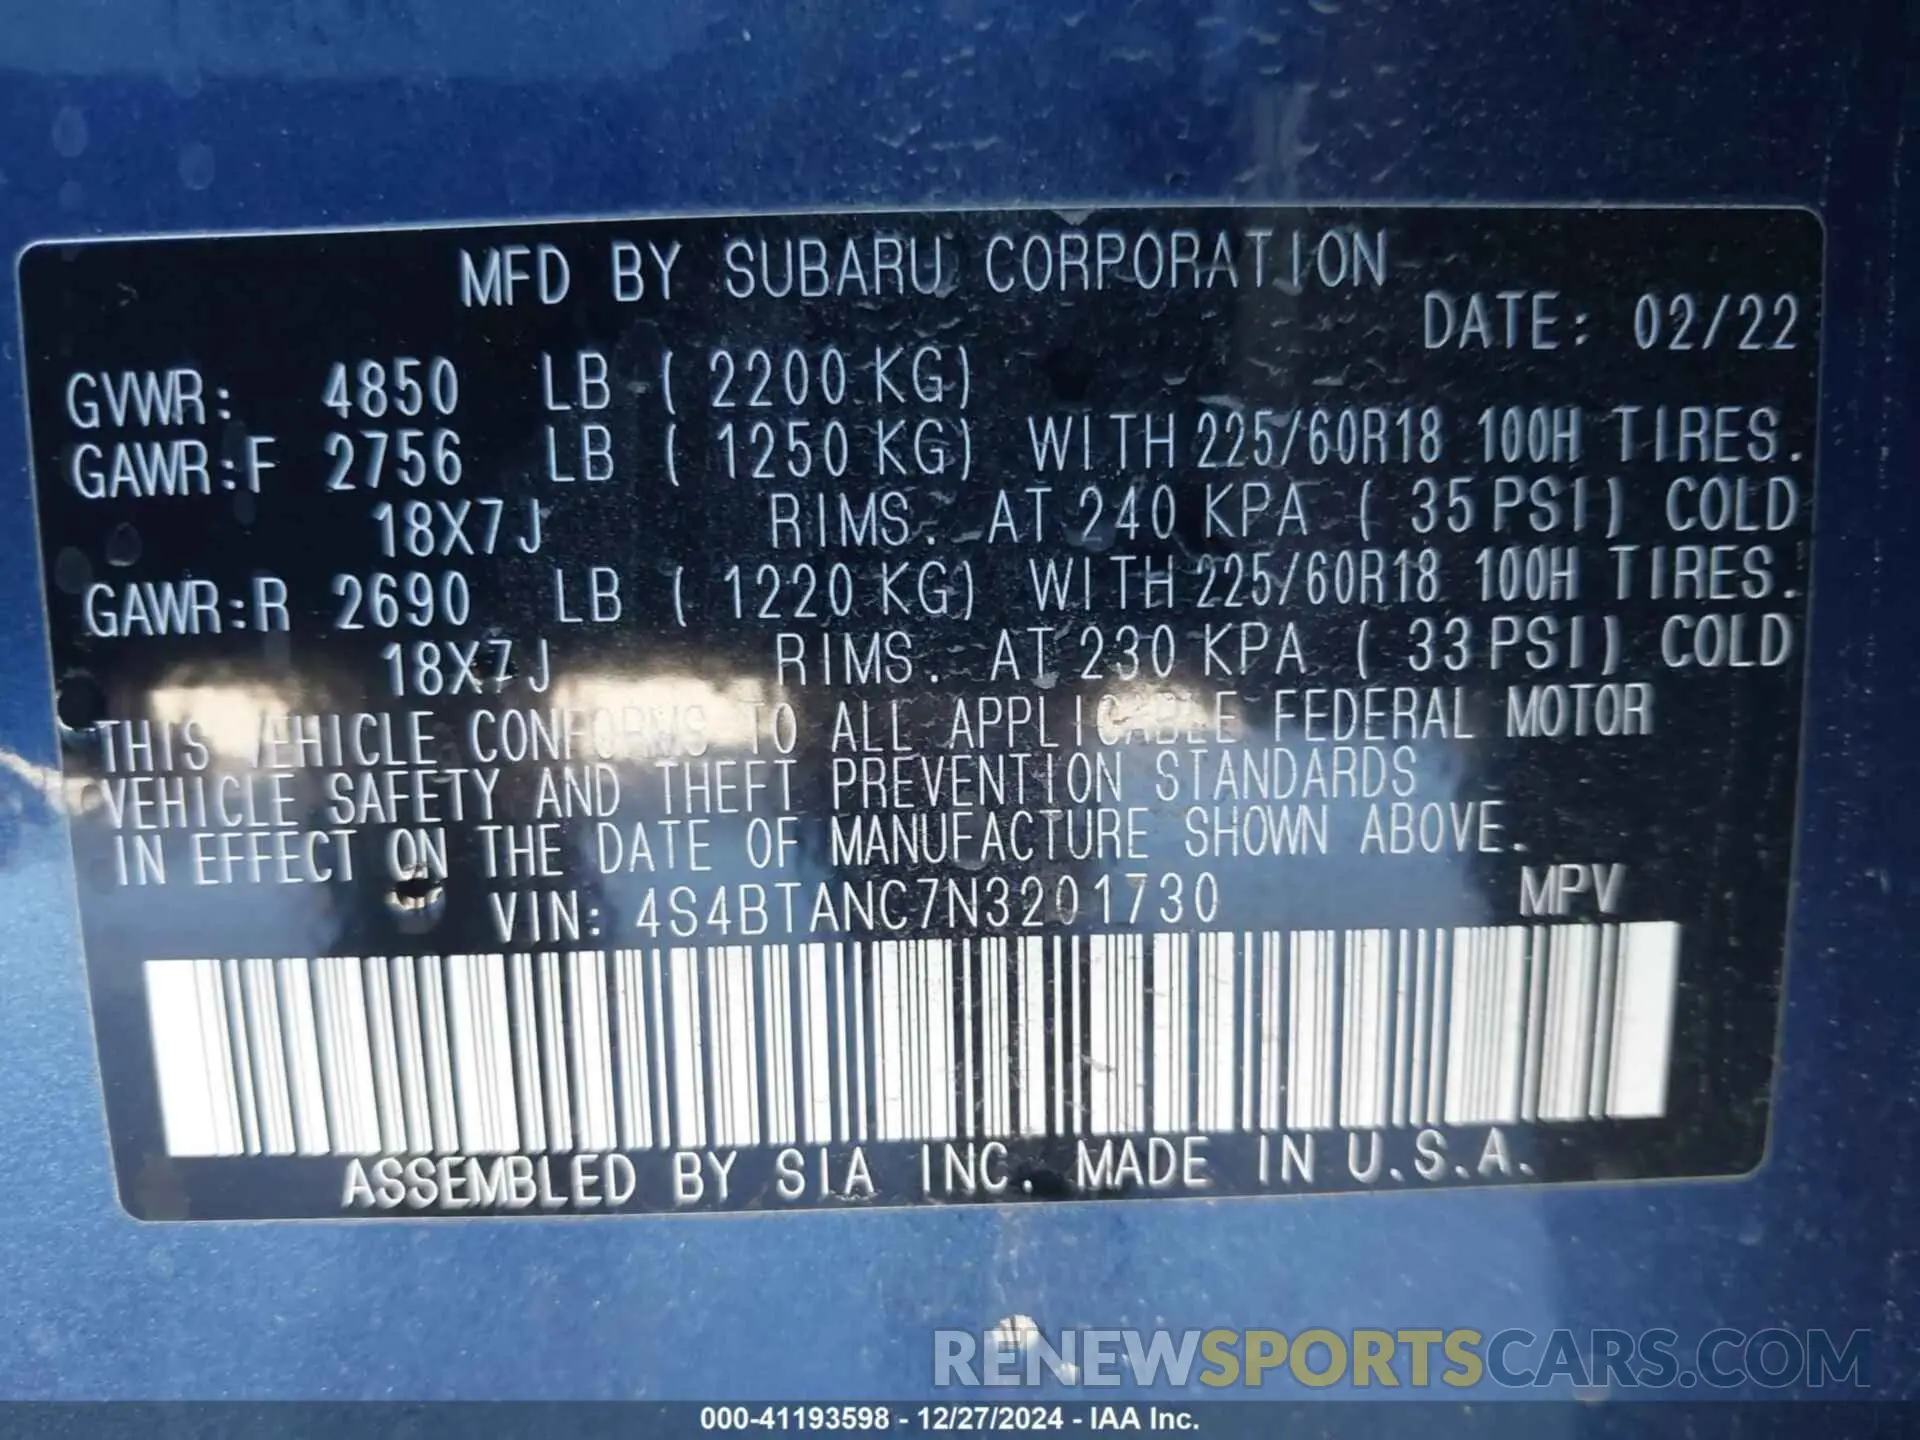 MFD BY SUBARU CORPORATION
DATE: 02/22
GVWR: 4850 LB ( 2200 KG)
GAWR:F 2756 LB ( 1250 KG) WITH 225/60R18 100H TIRES.
18X7J RIMS. AT 240 KPA ( 35 PSI) COLD
GAWR:R 2690 LB ( 1220 KG) WITH 225/60R18 100H TIRES.
18X7J RIMS. AT 230 KPA ( 33 PSI) COLD
THIS VEHICLE CONFORMS TO ALL APPLICABLE FEDERAL MOTOR
VEHICLE SAFETY AND THEFT PREVENTION STANDARDS
IN EFFECT ON THE DATE OF MANUFACTURE SHOWN ABOVE.
VIN: 4S4BTANC7N3201730 MPV
ASSEMBLED BY SIA INC. MADE IN U.S.A.
RENEWSPORTSCARS.COM
000-41193598 - 12/27/2024 - IAA Inc.